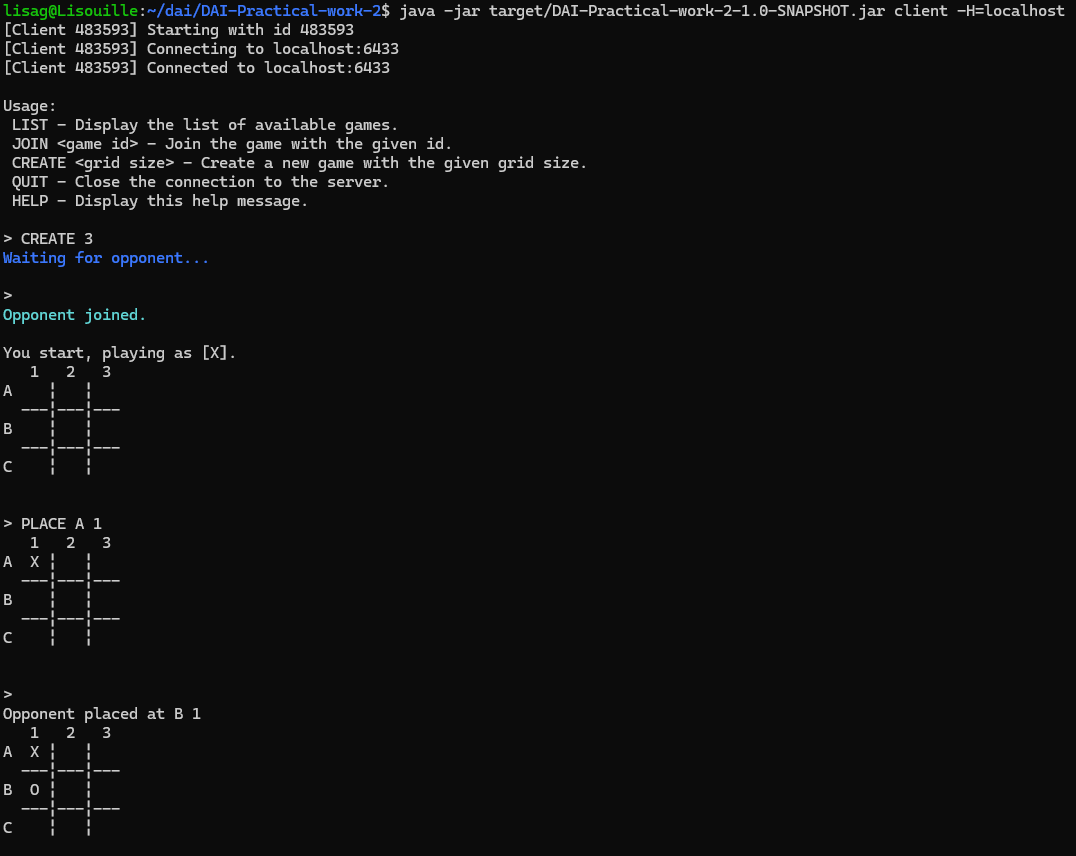 lisag@Lisouille:~/dai/DAI-Practical-work-2$ java -jar target/DAI-Practical-work-2-1.0-SNAPSHOT.jar client -H=localhost
[Client 483593] Starting with id 483593
[Client 483593] Connecting to localhost:6433
[Client 483593] Connected to localhost:6433

Usage:
 LIST - Display the list of available games.
 JOIN <game id> - Join the game with the given id.
 CREATE <grid size> - Create a new game with the given grid size.
 QUIT - Close the connection to the server.
 HELP - Display this help message.

> CREATE 3
Waiting for opponent...

>
Opponent joined.

You start, playing as [X].
   1   2   3
A    ¦   ¦
  ---¦---¦---
B    ¦   ¦
  ---¦---¦---
C    ¦   ¦

> PLACE A 1
   1   2   3
A  X ¦   ¦
  ---¦---¦---
B    ¦   ¦
  ---¦---¦---
C    ¦   ¦

>
Opponent placed at B 1
   1   2   3
A  X ¦   ¦
  ---¦---¦---
B  O ¦   ¦
  ---¦---¦---
C    ¦   ¦